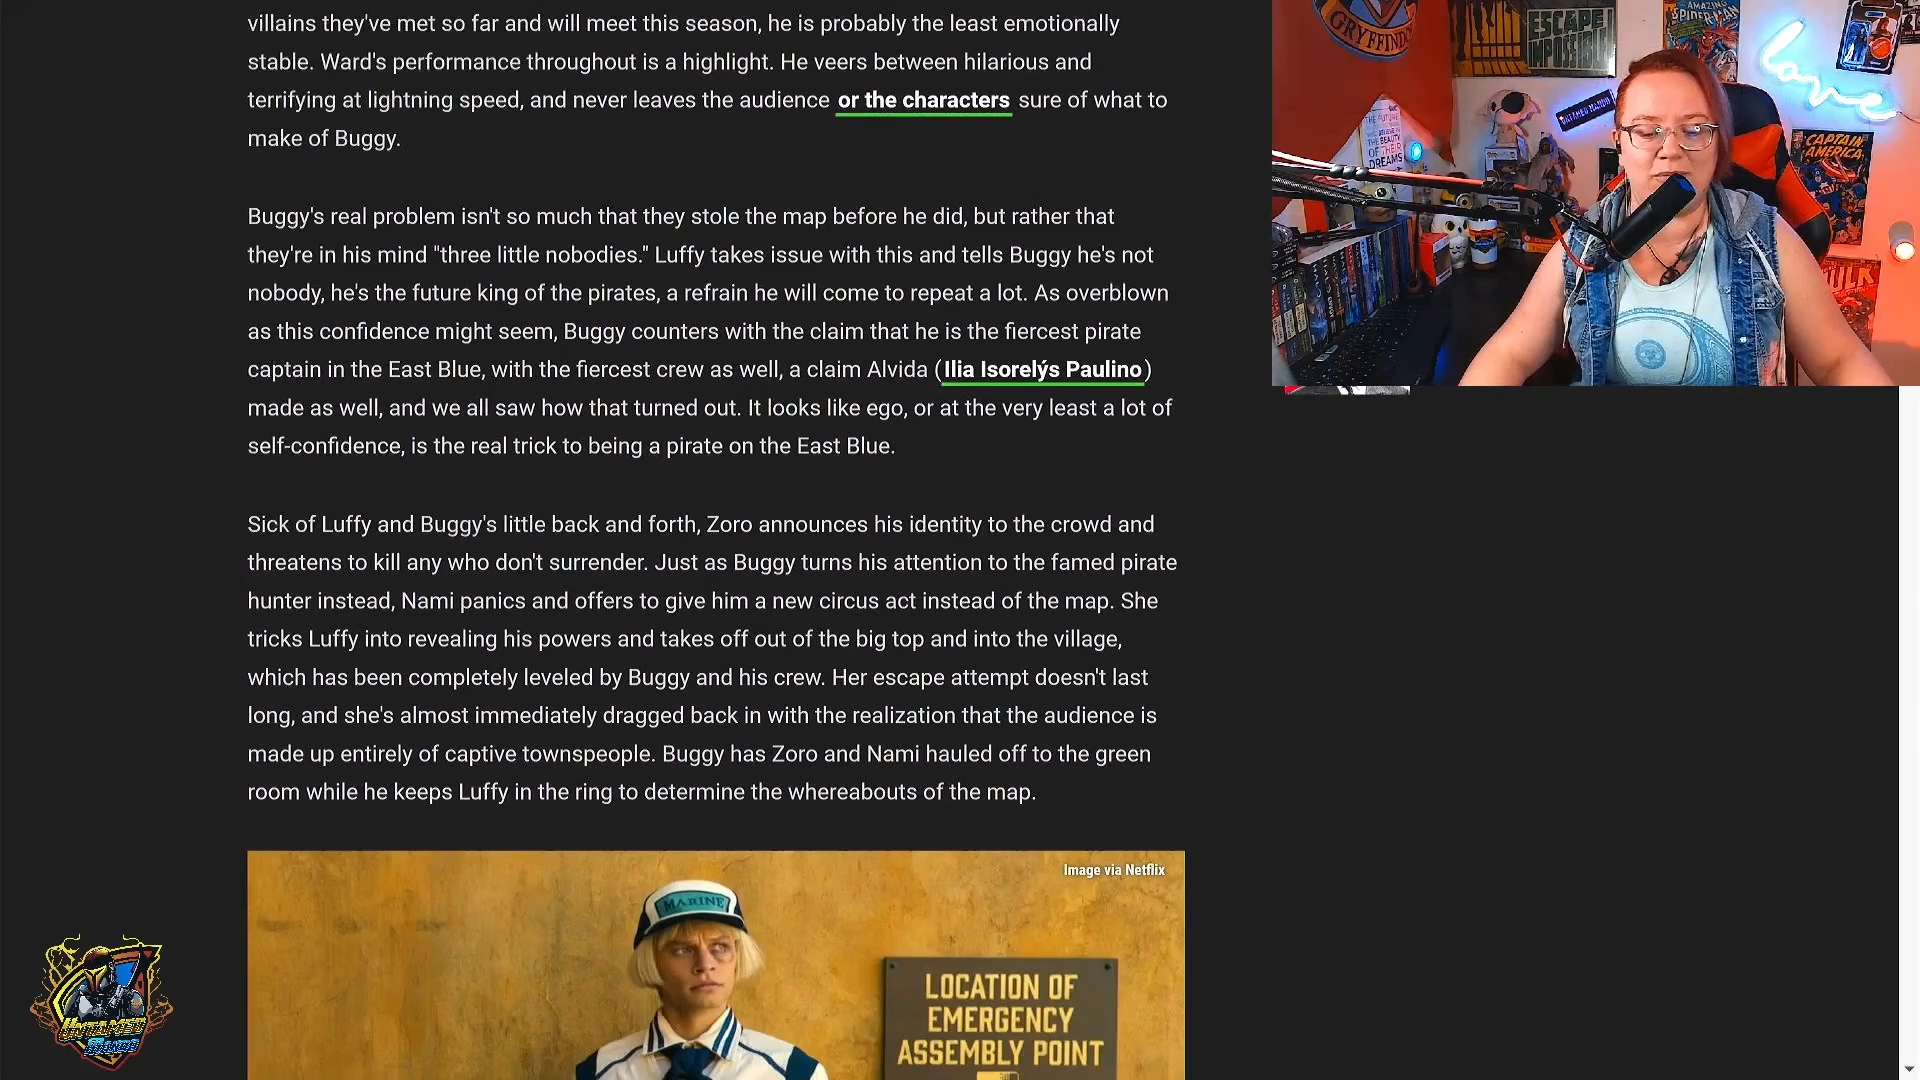 villains they've met so far and will meet this season, he is probably the least emotionally
stable. Ward's performance throughout is a highlight. He veers between hilarious and
terrifying at lightning speed, and never leaves the audience or the characters sure of what to
make of Buggy.
Buggy's real problem isn't so much that they stole the map before he did, but rather that
they're in his mind "three little nobodies." Luffy takes issue with this and tells Buggy he's not
nobody, he's the future king of the pirates, a refrain he will come to repeat a lot. As overblown
as this confidence might seem, Buggy counters with the claim that he is the fiercest pirate
captain in the East Blue, with the fiercest crew as well, a claim Alvida (Ilia Isorelýs Paulino)
made as well, and we all saw how that turned out. It looks like ego, or at the very least a lot of
self-confidence, is the real trick to being a pirate on the East Blue.
Sick of Luffy and Buggy's little back and forth, Zoro announces his identity to the crowd and
threatens to kill any who don't surrender. Just as Buggy turns his attention to the famed pirate
hunter instead, Nami panics and offers to give him a new circus act instead of the map. She
tricks Luffy into revealing his powers and takes off out of the big top and into the village,
which has been completely leveled by Buggy and his crew. Her escape attempt doesn't last
long, and she's almost immediately dragged back in with the realization that the audience is
made up entirely of captive townspeople. Buggy has Zoro and Nami hauled off to the green
room while he keeps Luffy in the ring to determine the whereabouts of the map.
Image via Netflix
MARINE
LOCATION OF
EMERGENCY
ASSEMBLY POINT
UNTAMED
MANDO
GRYFFINDOR
ESCAPE
IMPOSSIBLE
AMAZING
SPIDER-MAN
love
UNTAMED MANDO
THE FUTURE
BEAUTY
OF THEIR
DREAMS
CAPTAIN
AMERICA
HULK